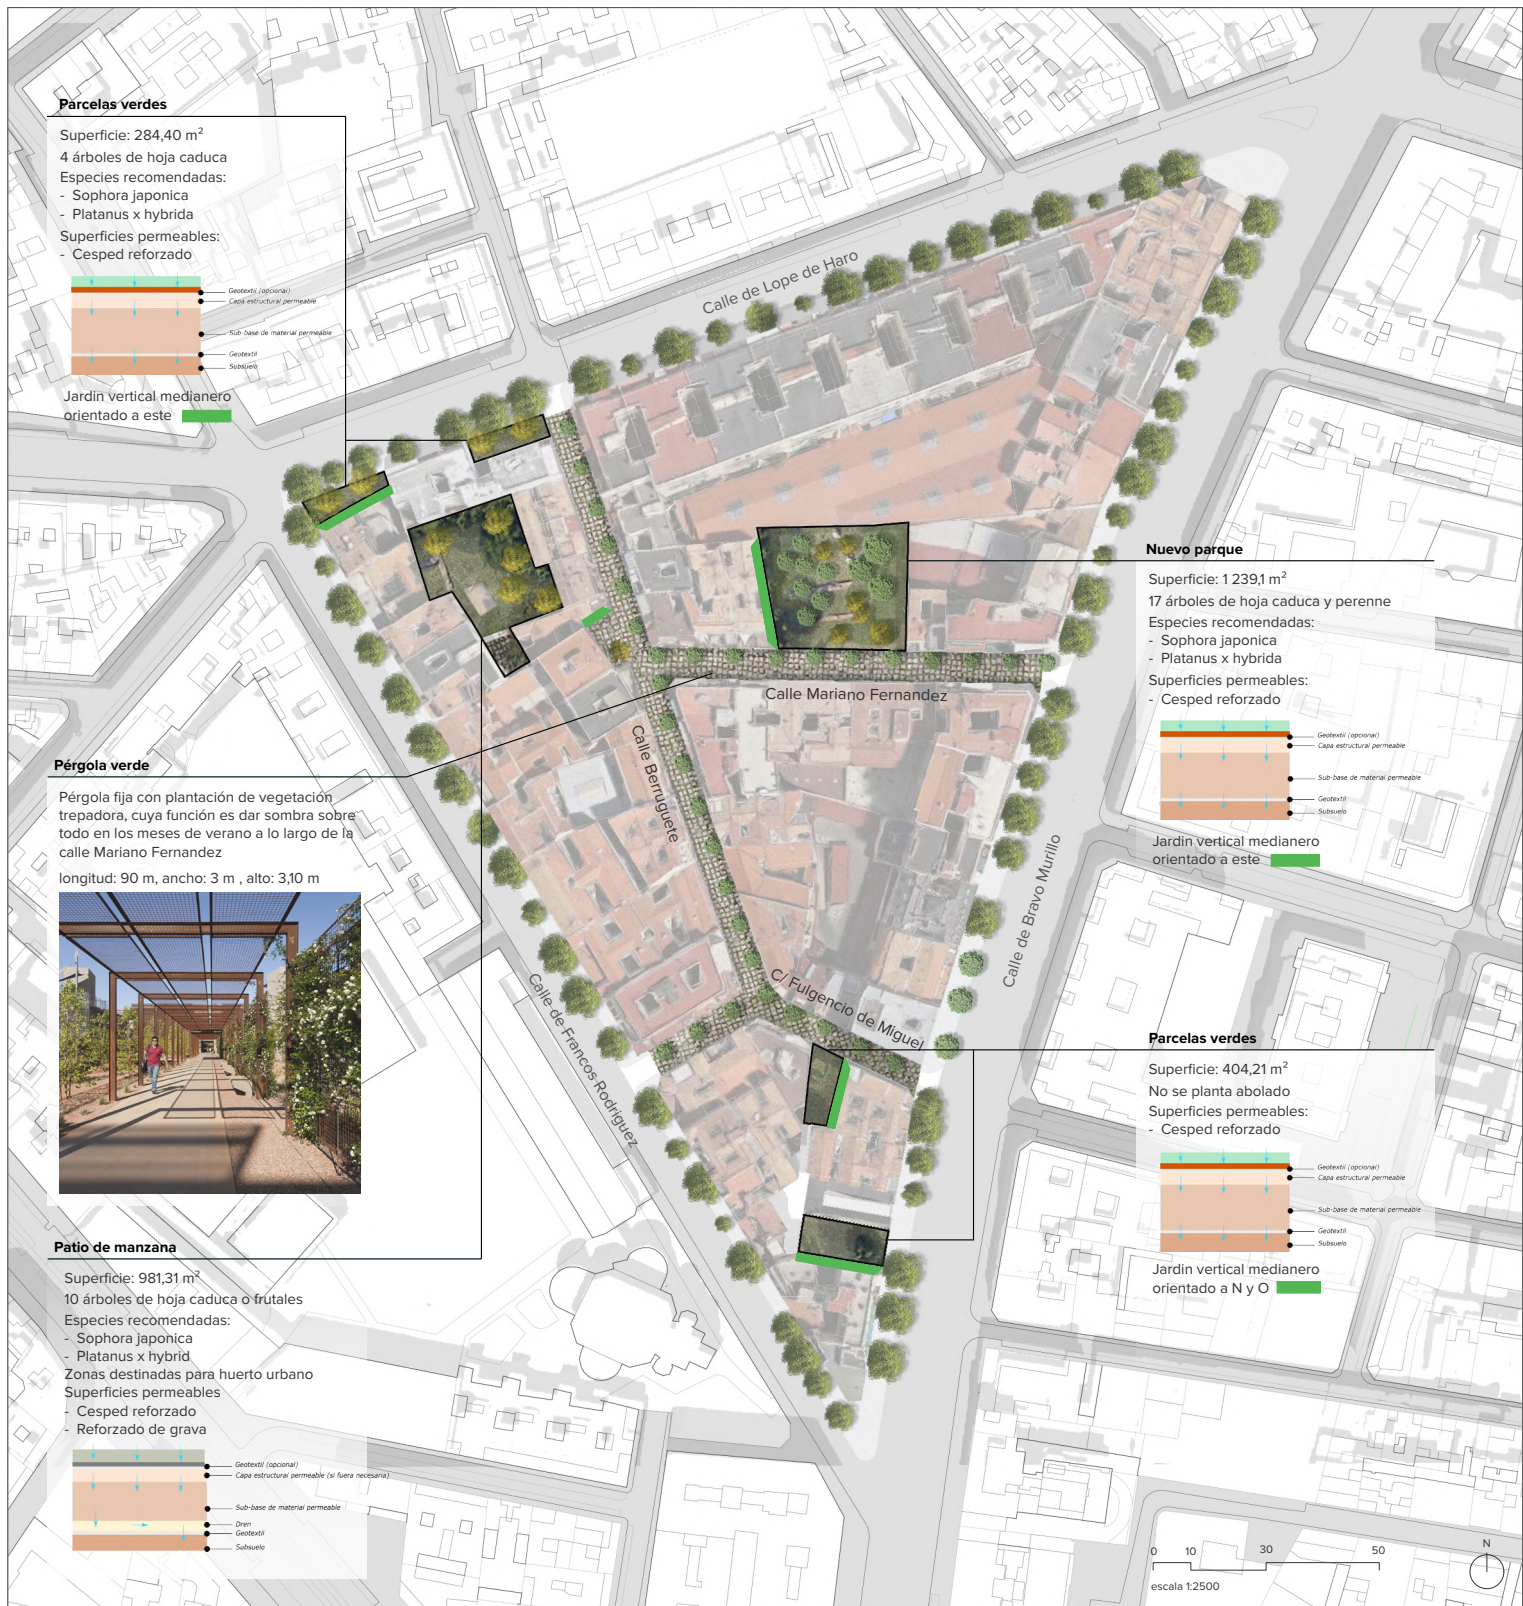 Parcelas verdes
Superficie: 284,40 m²
4 árboles de hoja caduca
Especies recomendadas:
- Sophora japonica
- Platanus x hybrida
Superficies permeables:
- Cesped reforzado
Geotextil (opcional)
Capa estructural permeable
Sub-base de material permeable
Geotextil
Subsuelo
Jardin vertical medianero
orientado a este
Calle de Lope de Haro
Nuevo parque
Superficie: 1 239,1 m²
17 árboles de hoja caduca y perenne
Especies recomendadas:
- Sophora japonica
- Platanus x hybrida
Superficies permeables:
- Cesped reforzado
Geotextil (opcional)
Capa estructural permeable
Sub-base de material permeable
Geotextil
Subsuelo
Jardin vertical medianero
orientado a este
Calle Mariano Fernandez
Calle Berruguete
Pérgola verde
Pérgola fija con plantación de vegetación
trepadora, cuya función es dar sombra sobre
todo en los meses de verano a lo largo de la
calle Mariano Fernandez
longitud: 90 m, ancho: 3 m , alto: 3,10 m
Calle de Bravo Murillo
C/ Fulgencio de Miguel
Calle de Francos Rodriguez
Parcelas verdes
Superficie: 404,21 m²
No se planta abolado
Superficies permeables:
- Cesped reforzado
Geotextil (opcional)
Capa estructural permeable
Sub-base de material permeable
Geotextil
Subsuelo
Jardin vertical medianero
orientado a N y O
Patio de manzana
Superficie: 981,31 m²
10 árboles de hoja caduca o frutales
Especies recomendadas:
- Sophora japonica
- Platanus x hybrid
Zonas destinadas para huerto urbano
Superficies permeables
- Cesped reforzado
- Reforzado de grava
Geotextil (opcional)
Capa estructural permeable (si fuera necesaria)
Sub-base de material permeable
Dren
Geotextil
Subsuelo
0 10 30 50
escala 1:2500
N